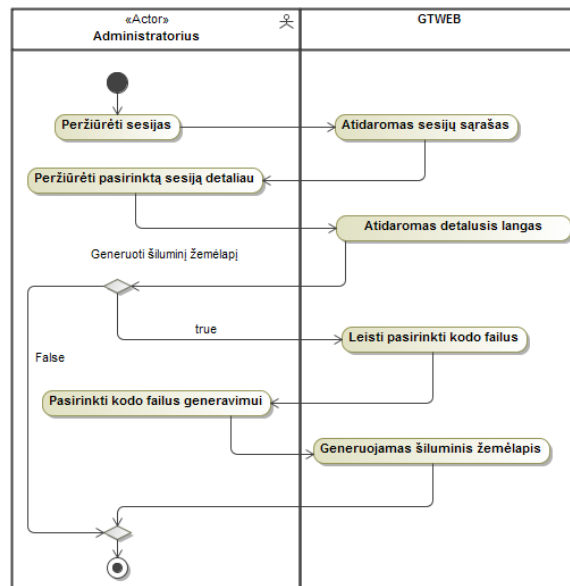 «Actor»
Administratorius
GTWEB
Peržiūrėti sesijas
Atidaromas sesijų sąrašas
Peržiūrėti pasirinktą sesiją detaliau
Atidaromas detalusis langas
Generuoti šiluminį žemėlapį
true
Leisti pasirinkti kodo failus
False
Pasirinkti kodo failus generavimui
Generuojamas šiluminis žemėlapis